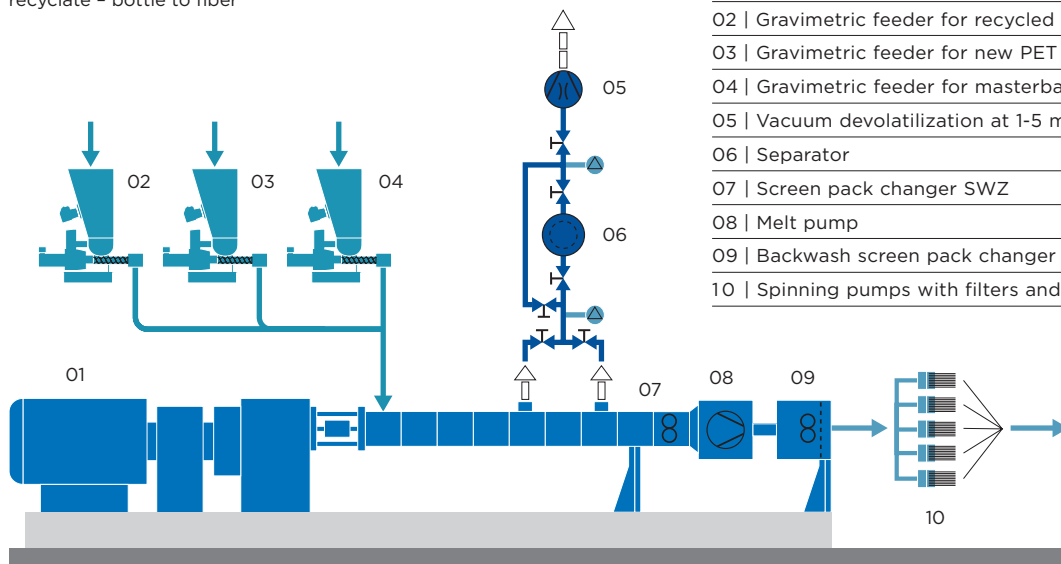 recyclate – bottle to fiber
02 | Gravimetric feeder for recycled
03 | Gravimetric feeder for new PET
04 | Gravimetric feeder for
05 | Vacuum devolatilization at 1-5
06 | Separator
07 | Screen pack changer SWZ
08 | Melt pump
09 | Backwash screen pack changer
10 | Spinning pumps with filters and
05
02
03
04
06
01
07
08
09
10